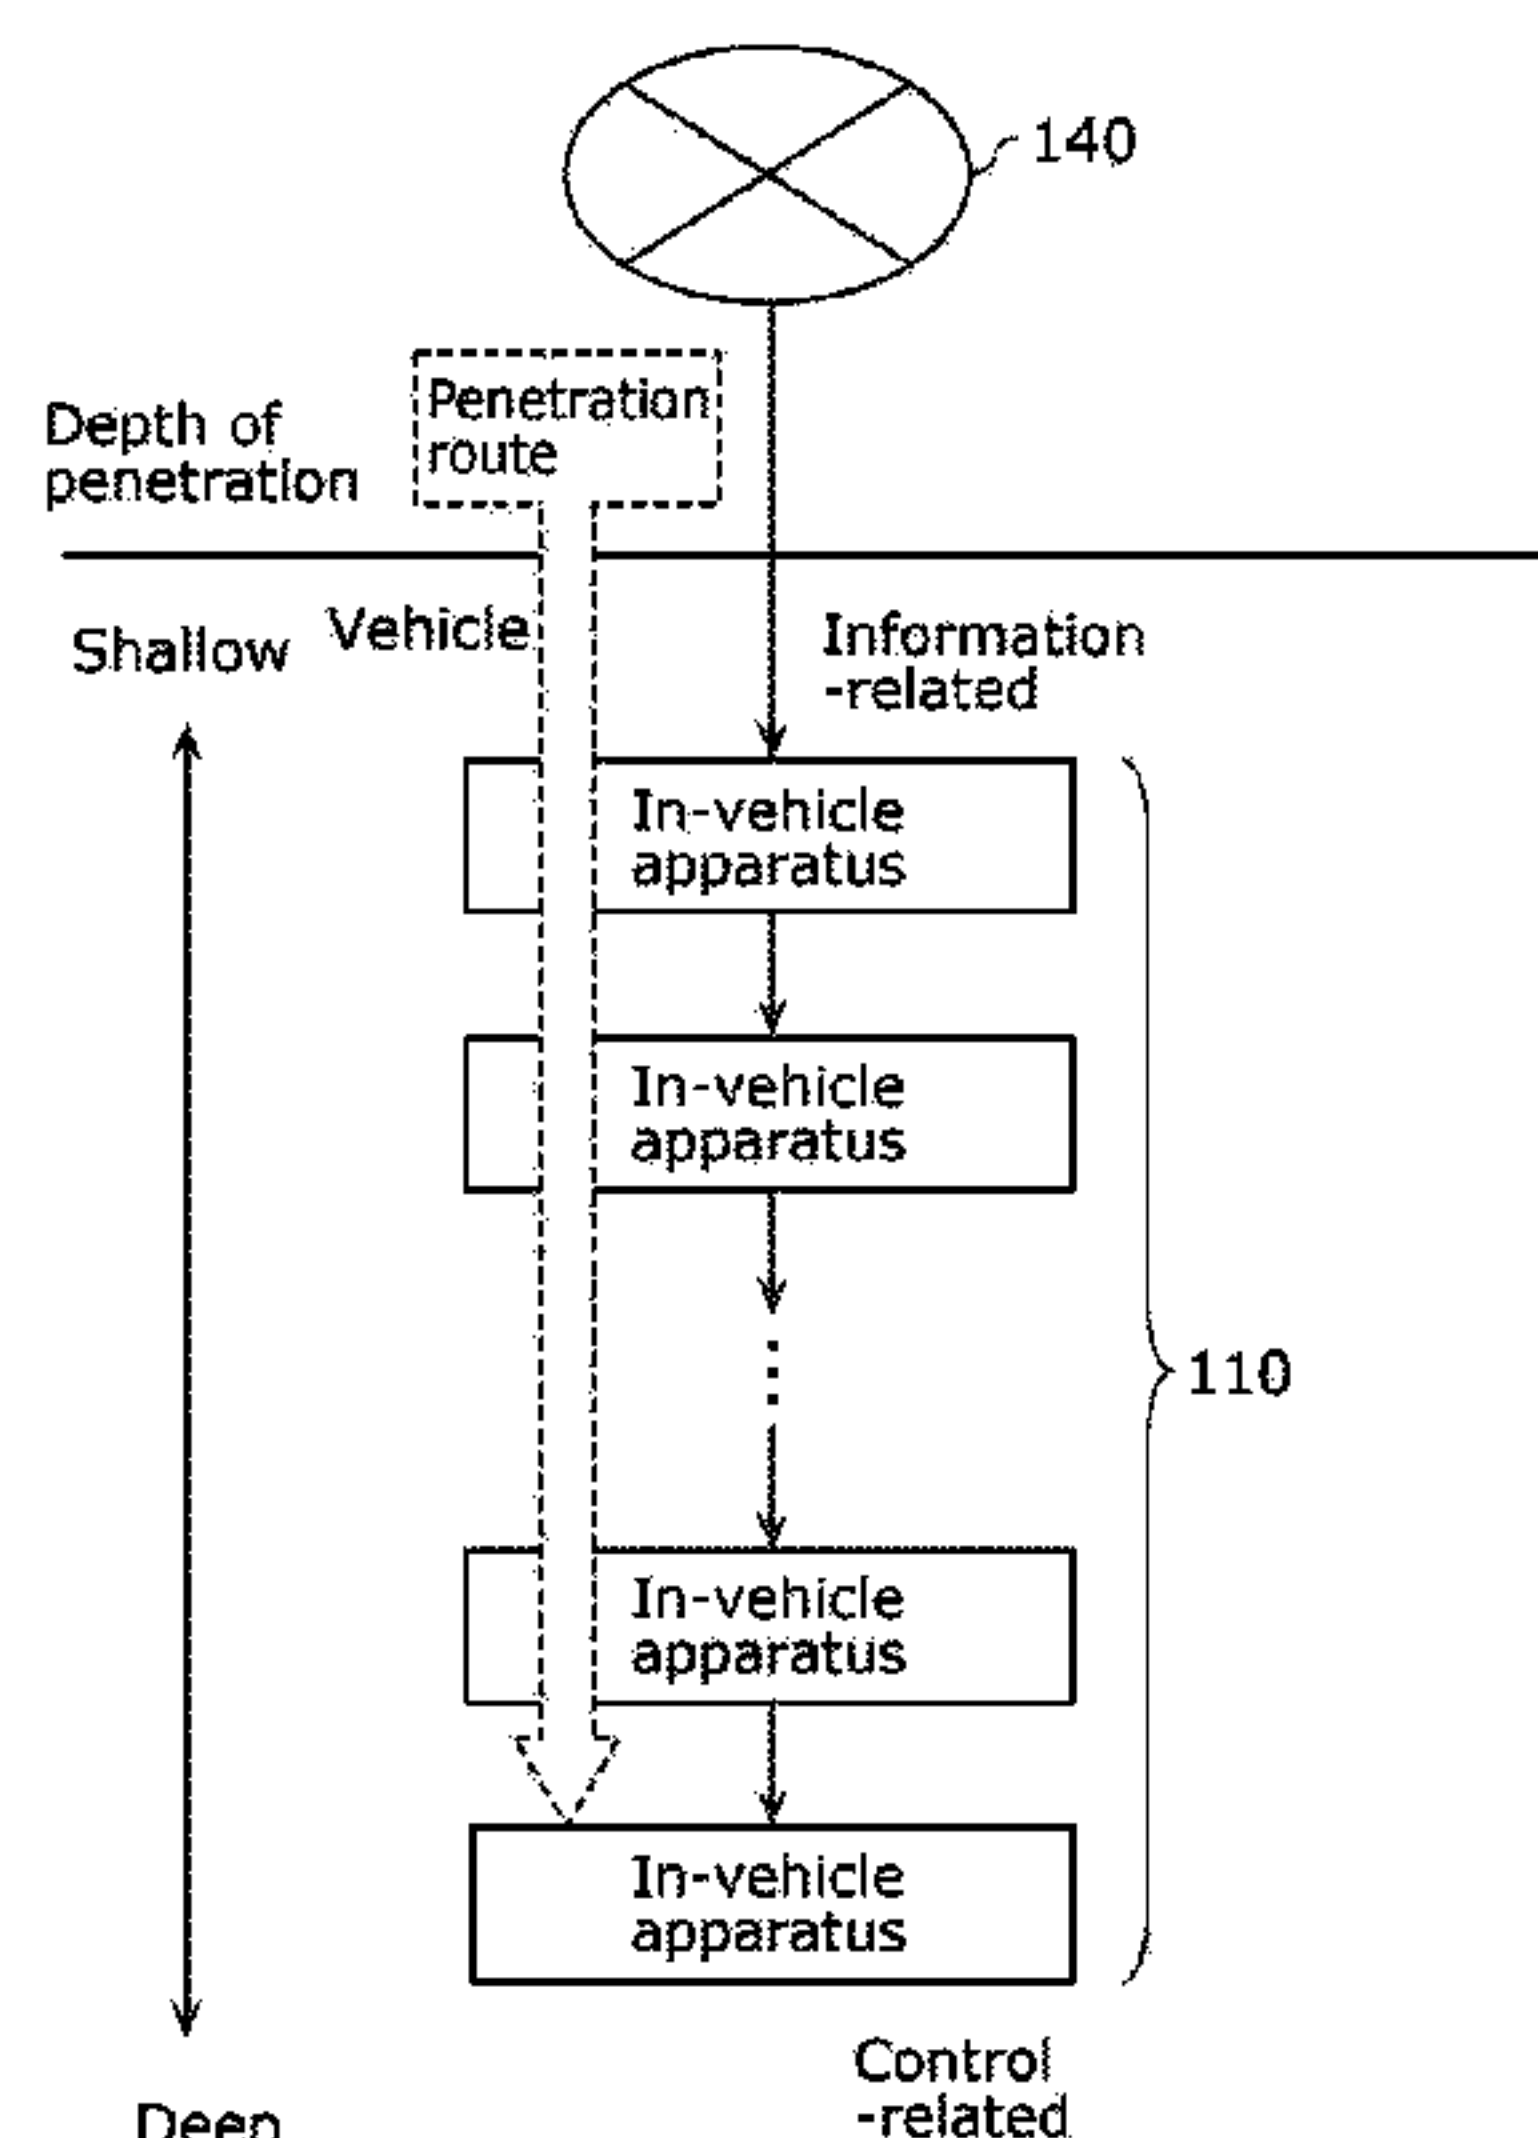 140
Penetration
route
Depth of
penetration
Shallow
Vehicle
Information
-related
In-vehicle
apparatus
In-vehicle
apparatus
110
In-vehicle
apparatus
In-vehicle
apparatus
Control
-related
Deep